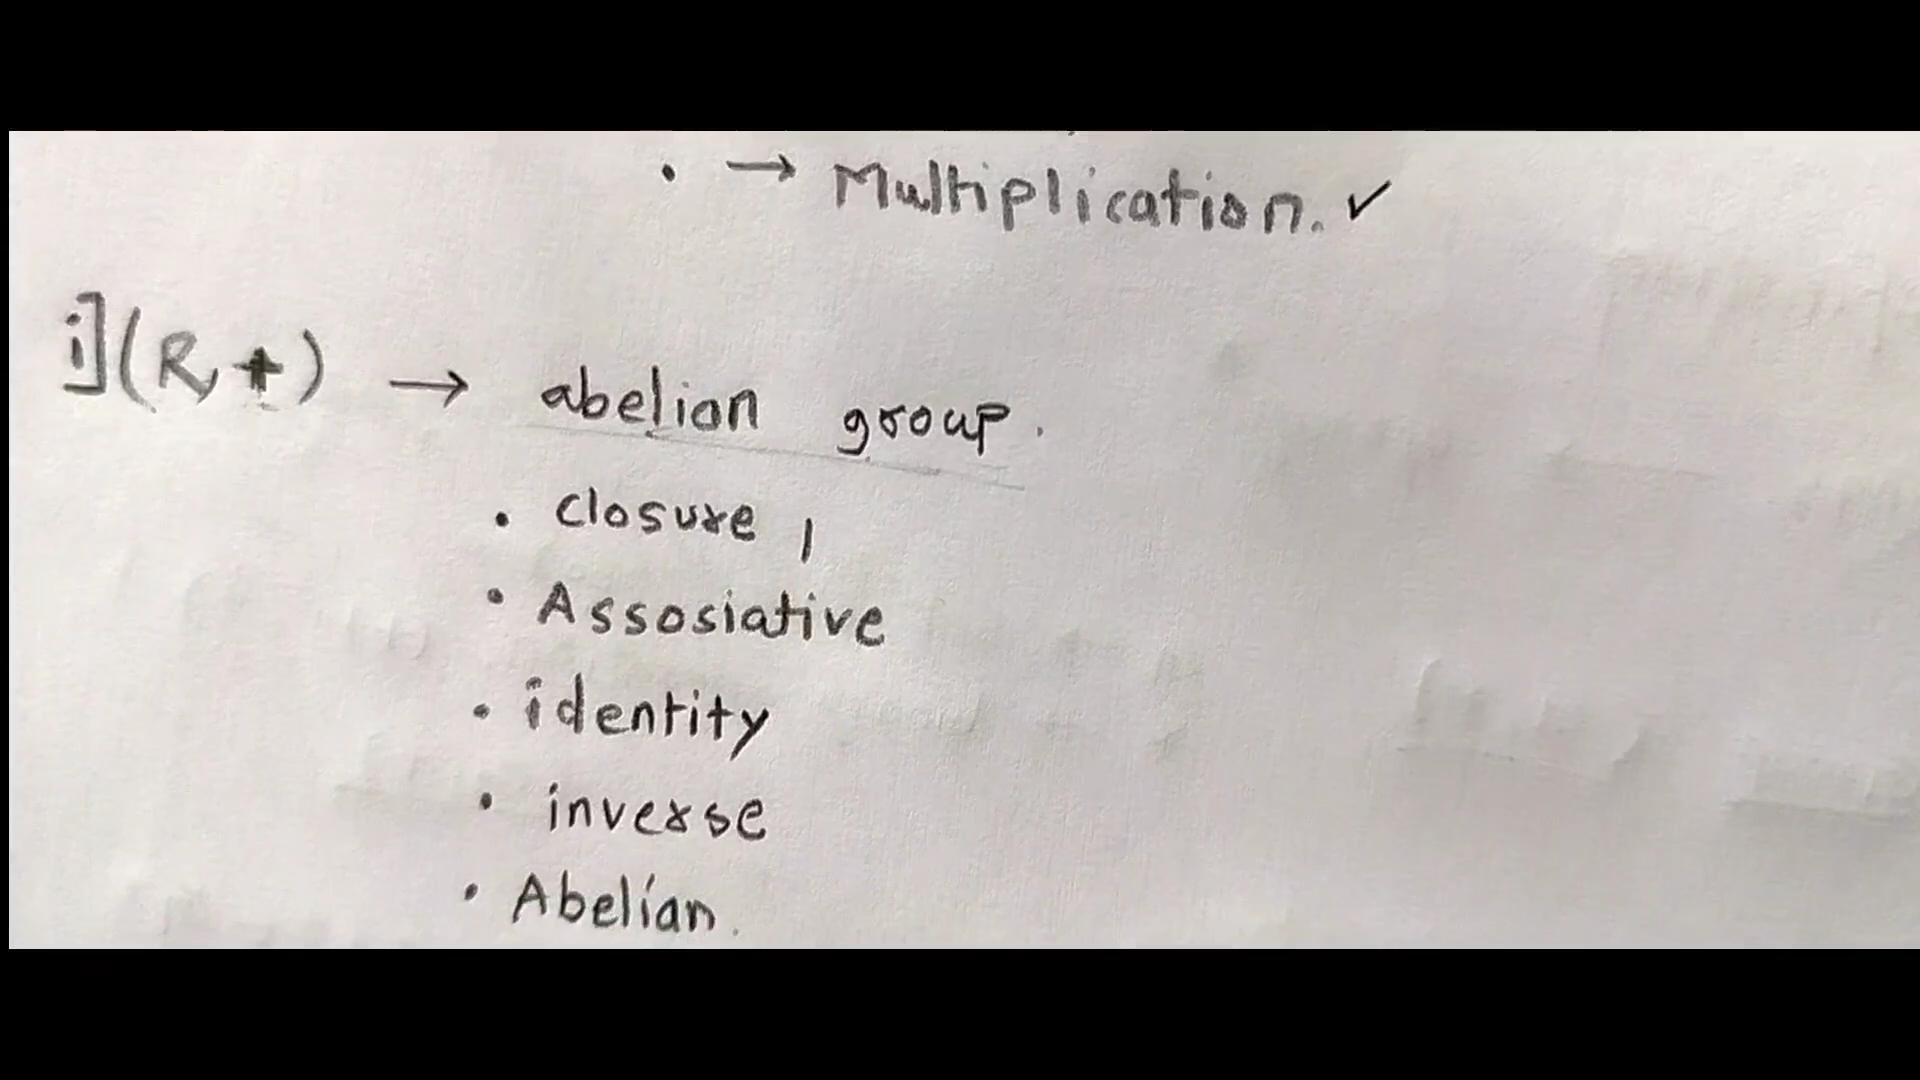 . → Multiplication. ✓
i] (R, +) → abelian group.
. Closure,
. Assosiative
. identity
. inverse
. Abelian.